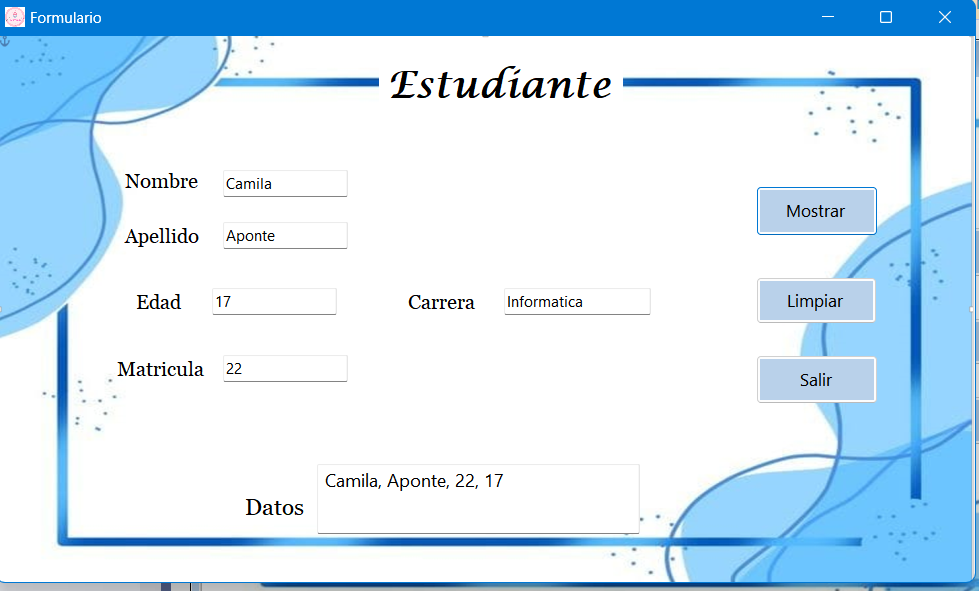 Formulario
Estudiante
Nombre Camila
Apellido Aponte
Edad 17 Carrera Informatica
Matricula 22
Mostrar
Limpiar
Salir
Datos Camila, Aponte, 22, 17